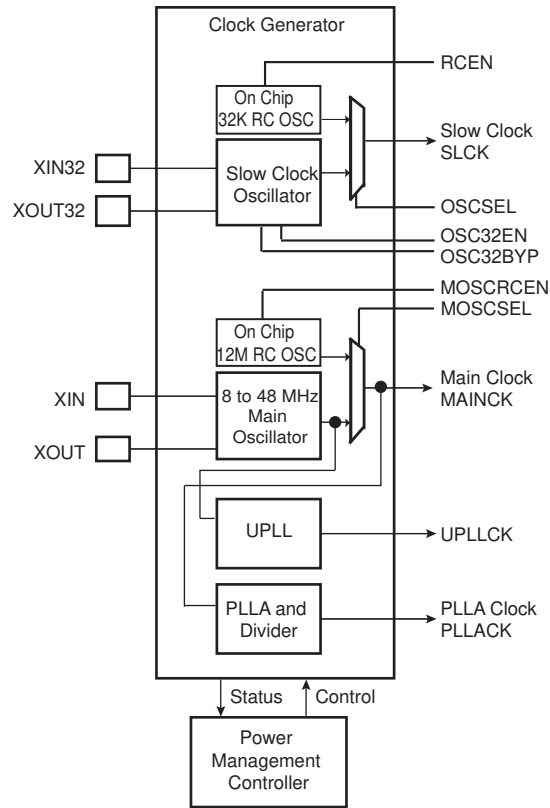 Clock Generator
RCEN
On Chip
32K RC OSC
Slow Clock
SLCK
XIN32
Slow Clock
Oscillator
XOUT32
OSCSEL
OSC32EN
OSC32BYP
MOSCRCEN
MOSCSEL
On Chip
12M RC OSC
Main Clock
MAINCK
XIN
8 to 48 MHz
Main
Oscillator
XOUT
UPLL
UPLLCK
PLLA and
Divider
PLLA Clock
PLLACK
Status
Control
Power
Management
Controller